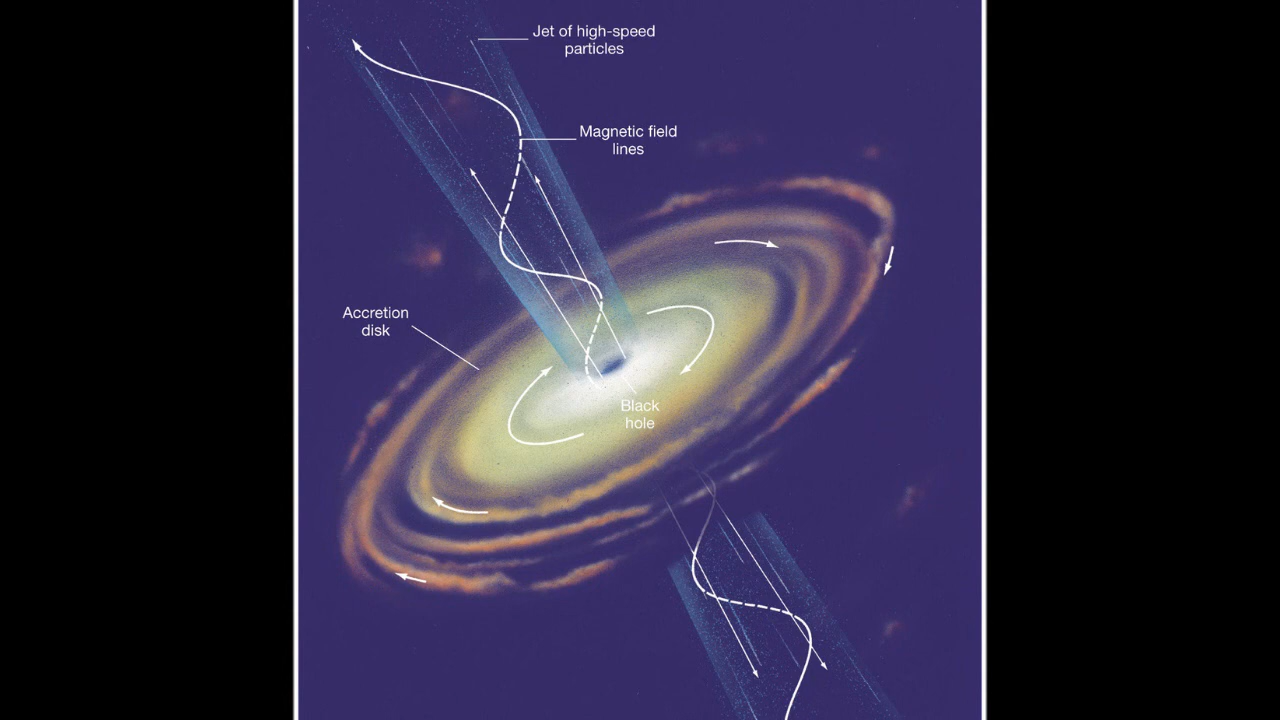 Jet of high-speed
particles
Magnetic field
lines
Accretion
disk
Black
hole